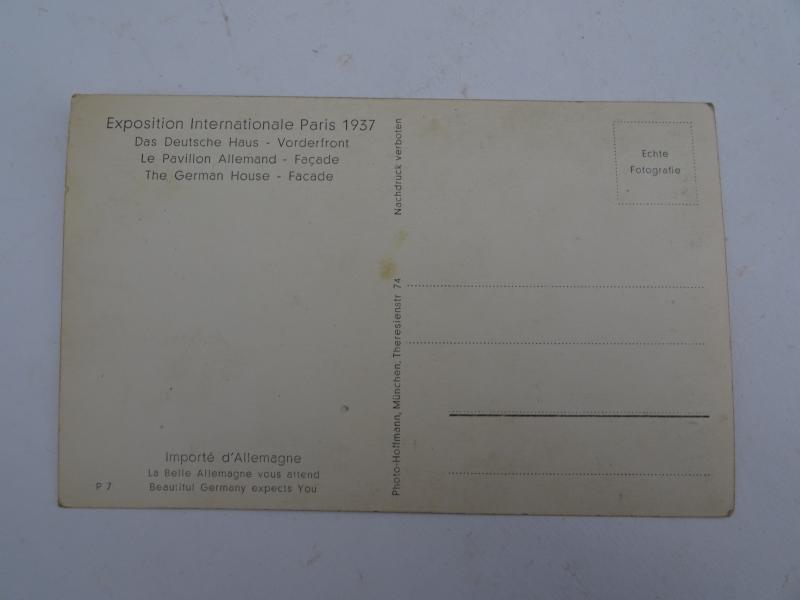 Exposition Internationale Paris 1937
Das Deutsche Haus - Vorderfront
Le Pavillon Allemand - Façade
The German House - Facade
Importé d'Allemagne
La Belle Allemagne vous attend
Beautiful Germany expects You
P 7
Nachdruck verboten
Photo-Hoffmann, München, Theresienstr. 74
Echte
Fotografie